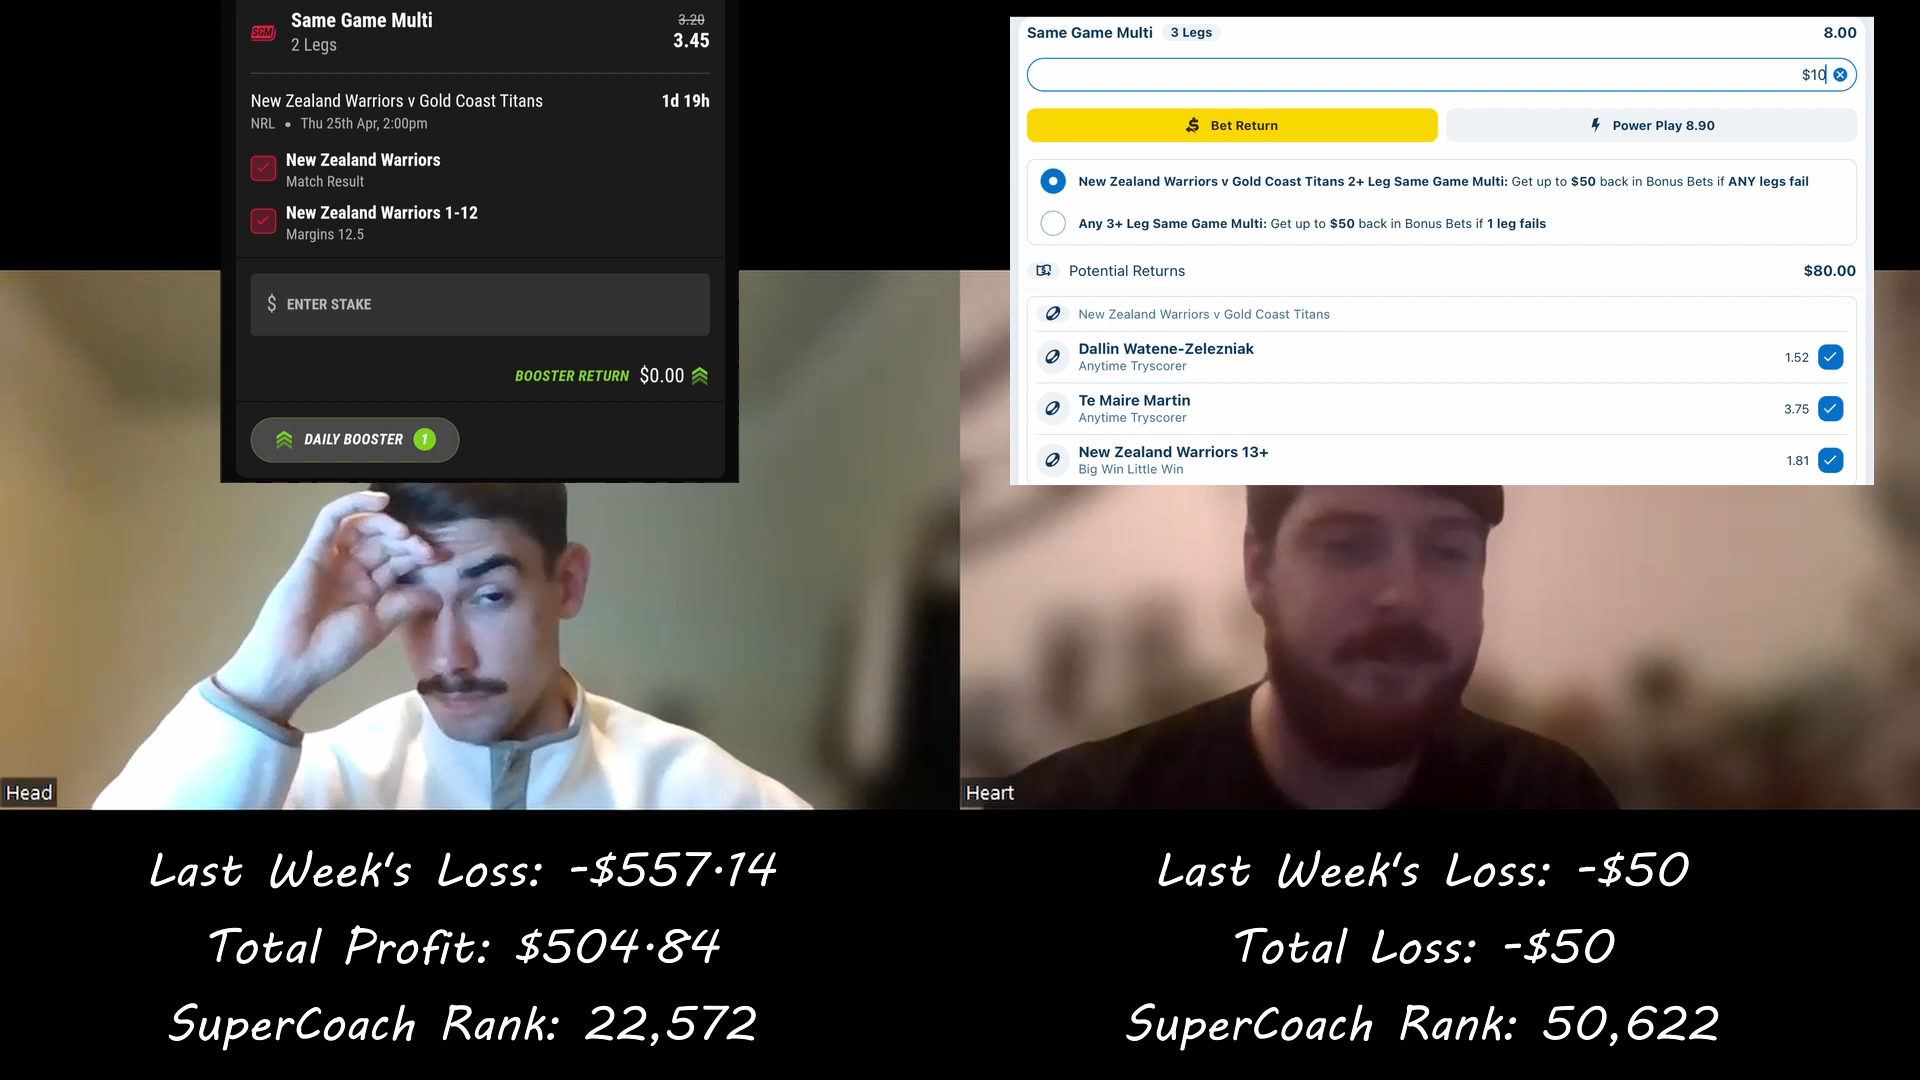 SGM
Same Game Multi
3.20
2 Legs
3.45
New Zealand Warriors v Gold Coast Titans
1d 19h
NRL • Thu 25th Apr, 2:00pm
New Zealand Warriors
Match Result
New Zealand Warriors 1-12
Margins 12.5
$ ENTER STAKE
BOOSTER RETURN $0.00
DAILY BOOSTER 1
Head
Last Week's Loss: -$557.14
Total Profit: $504.84
SuperCoach Rank: 22,572
Same Game Multi 3 Legs 8.00
$10
$ Bet Return
Power Play 8.90
New Zealand Warriors v Gold Coast Titans 2+ Leg Same Game Multi: Get up to $50 back in Bonus Bets if ANY legs fail
Any 3+ Leg Same Game Multi: Get up to $50 back in Bonus Bets if 1 leg fails
Potential Returns $80.00
New Zealand Warriors v Gold Coast Titans
Dallin Watene-Zelezniak
Anytime Tryscorer
1.52
Te Maire Martin
Anytime Tryscorer
3.75
New Zealand Warriors 13+
Big Win Little Win
1.81
Heart
Last Week's Loss: -$50
Total Loss: -$50
SuperCoach Rank: 50,622